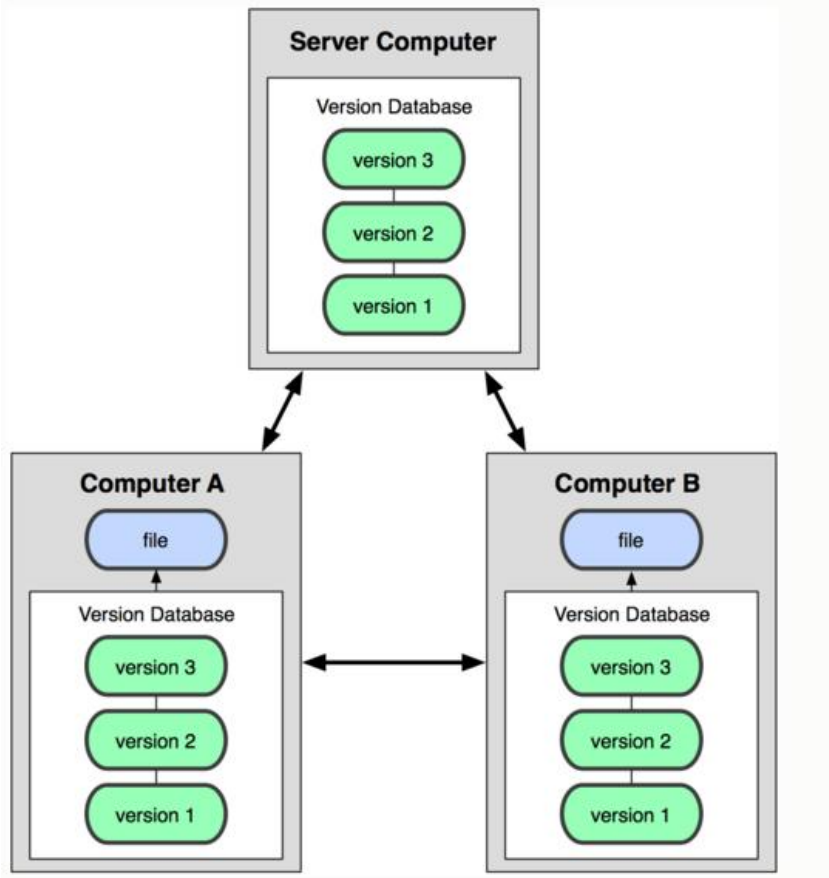 Server Computer
Version Database
version 3
version 2
version 1
Computer A
file
Version Database
version 3
version 2
version 1
Computer B
file
Version Database
version 3
version 2
version 1